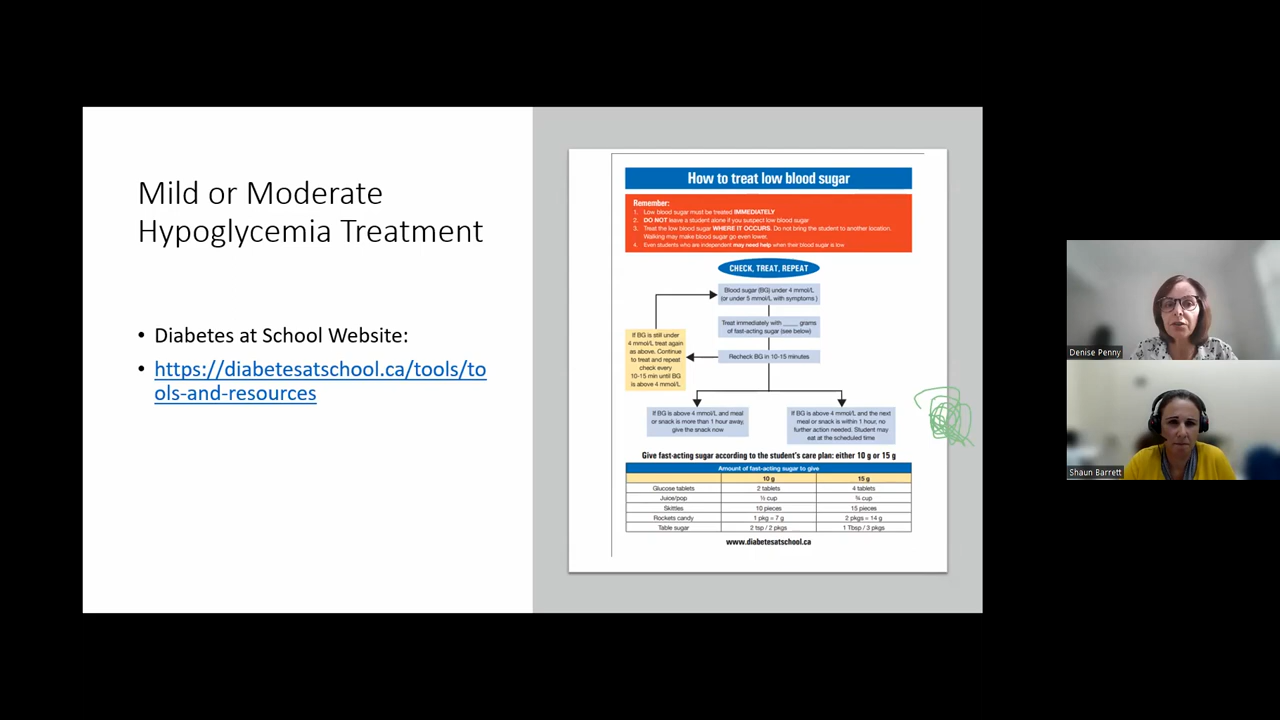 Mild or Moderate
Hypoglycemia Treatment
• Diabetes at School Website:
• https://diabetesatschool.ca/tools/to
ols-and-resources
How to treat low blood sugar
Remember:
1. Low blood sugar must be treated IMMEDIATELY
2. DO NOT leave a student alone if you suspect low blood sugar
3. Treat the low blood sugar WHERE IT OCCURS. Do not bring the student to another location.
Walking may make blood sugar go even lower.
4. Even students who are independent may need help when their blood sugar is low
CHECK, TREAT, REPEAT
Blood sugar (BG) under 4 mmol/L
(or under 5 mmol/L with symptoms )
Treat immediately with _____ grams
of fast-acting sugar (see below)
Recheck BG in 10-15 minutes
If BG is still under
4 mmol/L treat again
as above. Continue
to treat and repeat
check every
10-15 min until BG
is above 4 mmol/L
If BG is above 4 mmol/L and meal
or snack is more than 1 hour away,
give the snack now
If BG is above 4 mmol/L and the next
meal or snack is within 1 hour, no
further action needed. Student may
eat at the scheduled time
Give fast-acting sugar according to the student's care plan: either 10 g or 15 g
Amount of fast-acting sugar to give
10 g 15 g
Glucose tablets 2 tablets 4 tablets
Juice/pop ½ cup ¾ cup
Skittles 10 pieces 15 pieces
Rockets candy 1 pkg = 7 g 2 pkgs = 14 g
Table sugar 2 tsp / 2 pkgs 1 Tbsp / 3 pkgs
www.diabetesatschool.ca
Denise Penny
Shaun Barrett